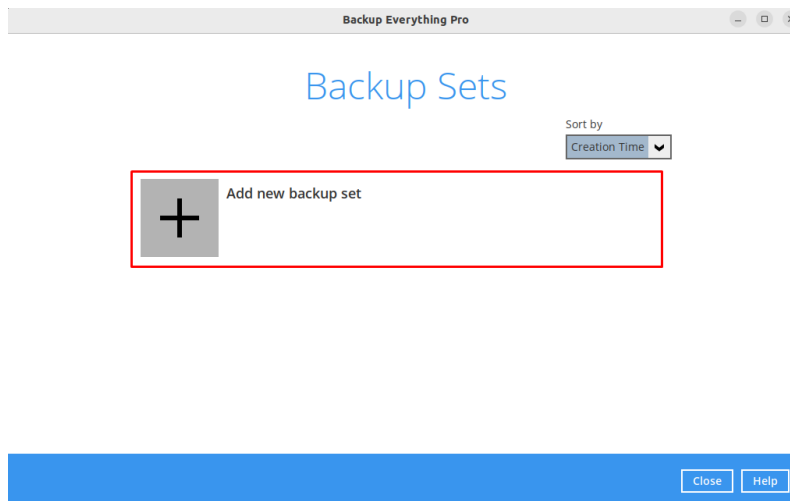 Backup Everything Pro
Backup Sets
Sort by
Creation Time
Add new backup set
Close Help